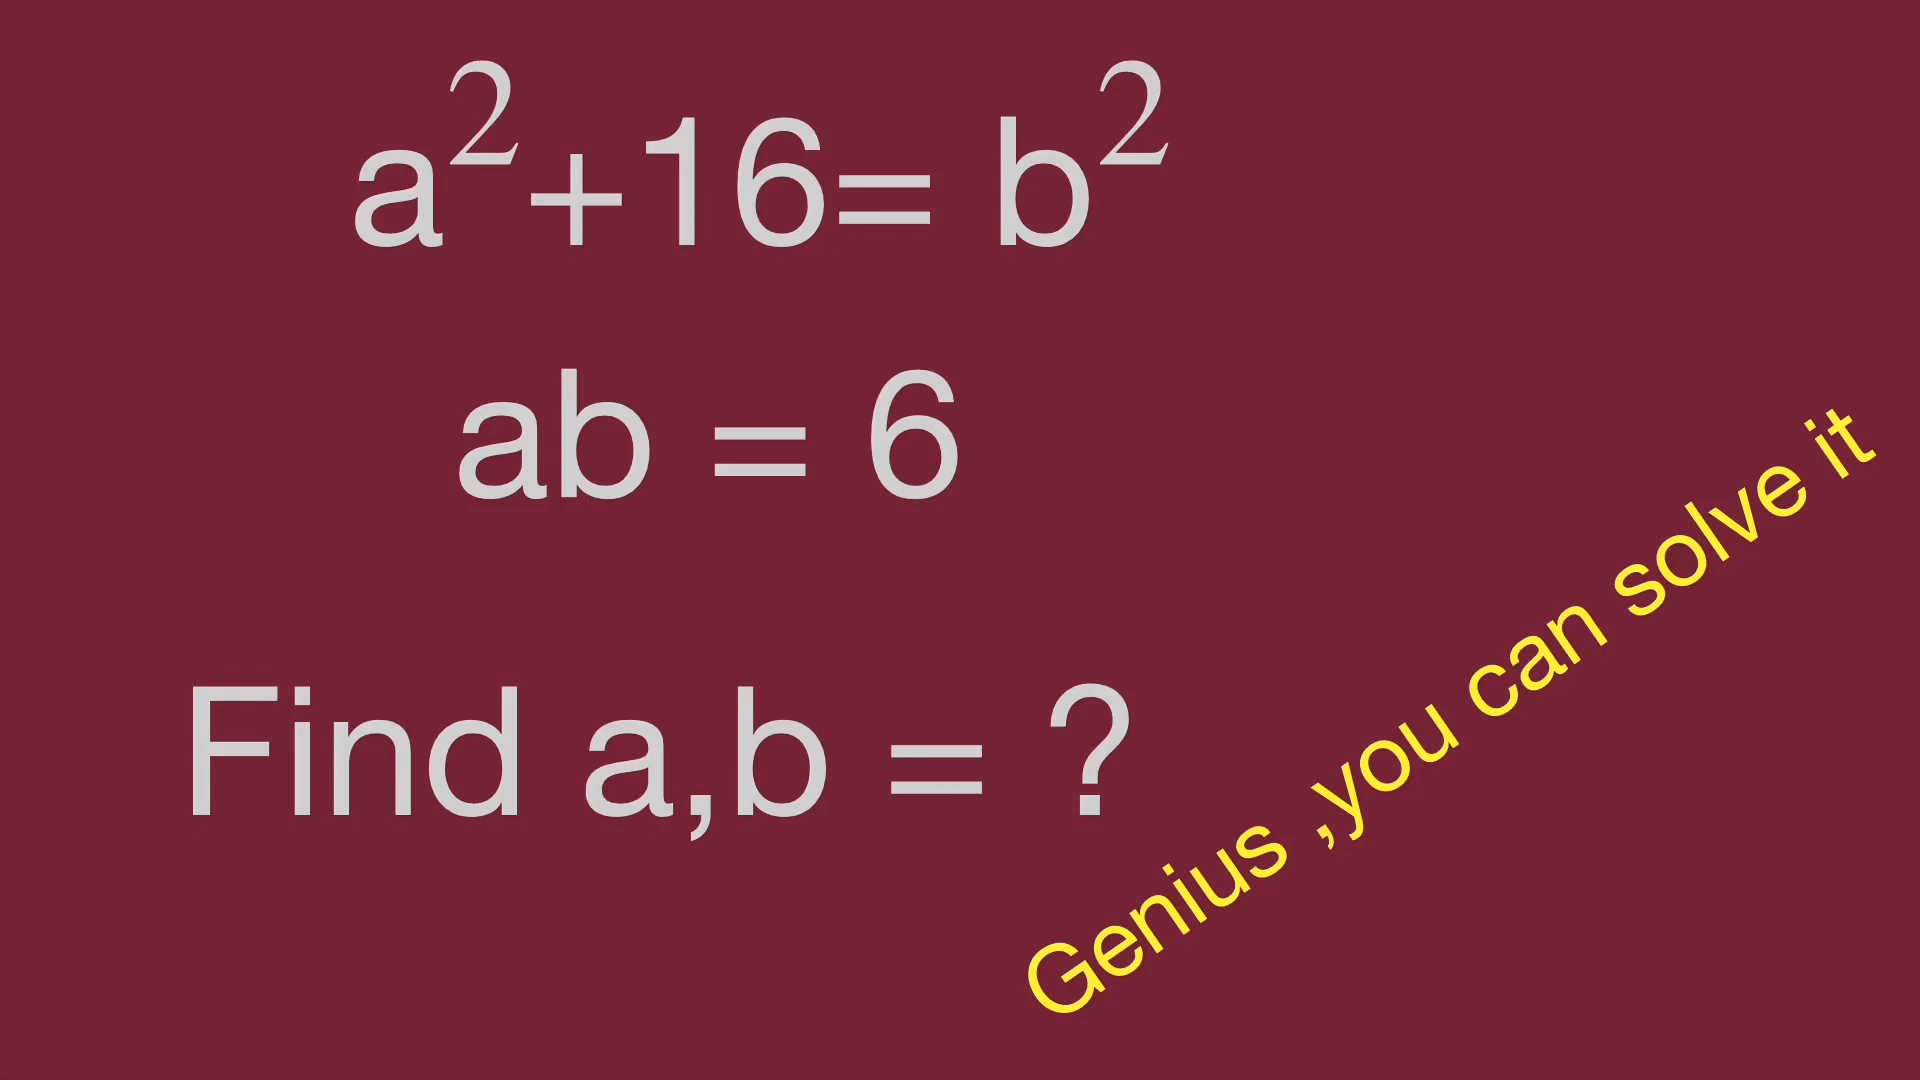 a²+16= b²
ab = 6
Find a,b = ?
Genius ,you can solve it